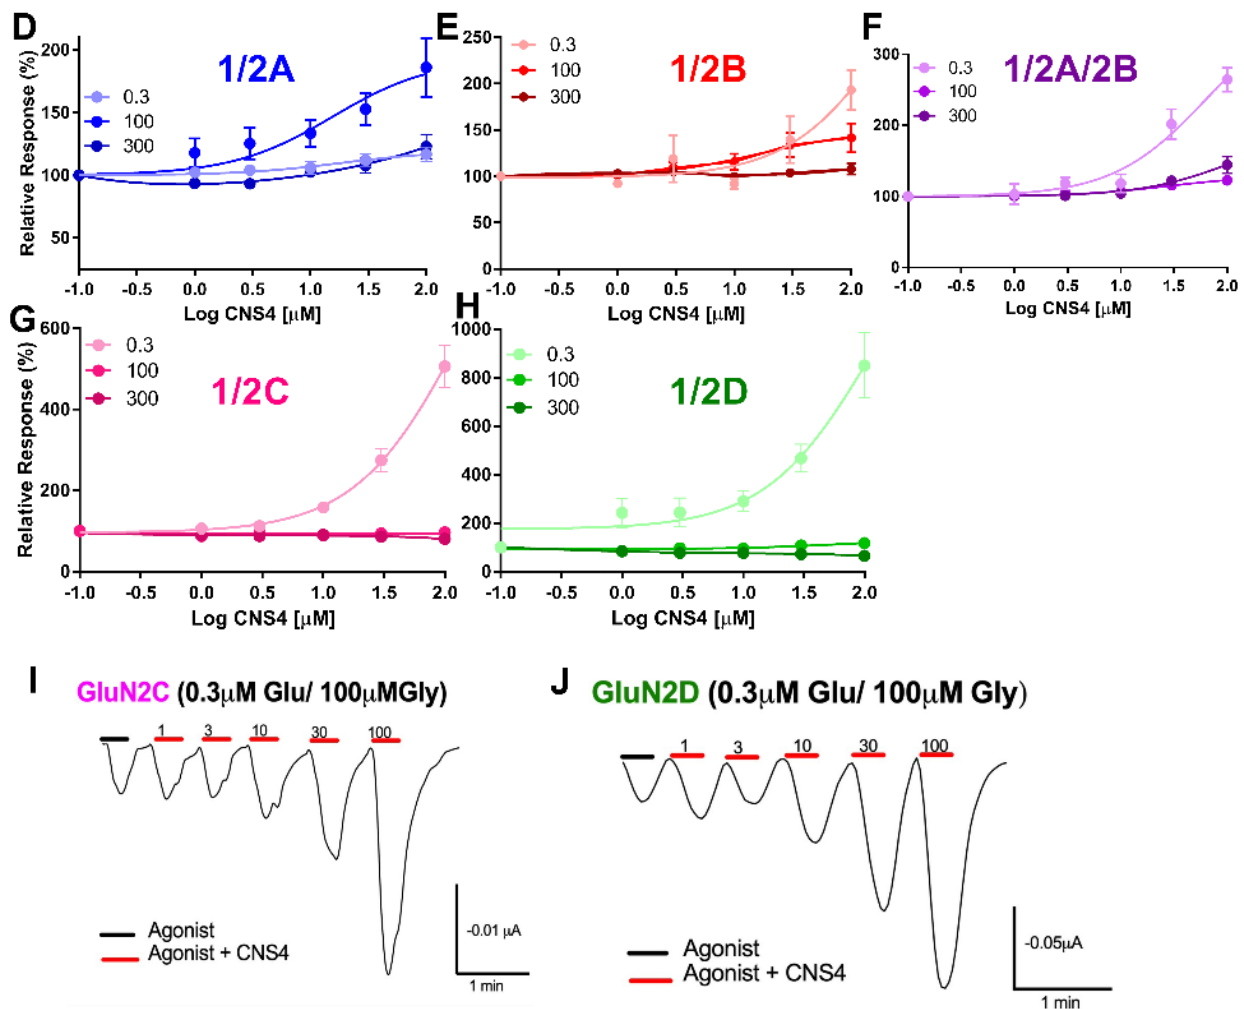 D
1/2A
Relative Response (%)
200
150
100
50
0.3
100
300
-1.0 -0.5 0.0 0.5 1.0 1.5 2.0
Log CNS4 [μM]
E
1/2B
250
200
150
100
50
0
0.3
100
300
-1.0 -0.5 0.0 0.5 1.0 1.5 2.0
Log CNS4 [μM]
F
1/2A/2B
300
200
100
0
0.3
100
300
-1.0 -0.5 0.0 0.5 1.0 1.5 2.0
Log CNS4 [μM]
G
1/2C
Relative Response (%)
600
400
200
0
0.3
100
300
-1.0 -0.5 0.0 0.5 1.0 1.5 2.0
Log CNS4 [μM]
H
1/2D
1000
800
600
400
200
0
0.3
100
300
-1.0 -0.5 0.0 0.5 1.0 1.5 2.0
Log CNS4 [μM]
I
GluN2C (0.3μM Glu/ 100μMGly)
1 3 10 30 100
-0.01 μA
1 min
Agonist
Agonist + CNS4
J
GluN2D (0.3μM Glu/ 100μM Gly)
1 3 10 30 100
-0.05μA
1 min
Agonist
Agonist + CNS4